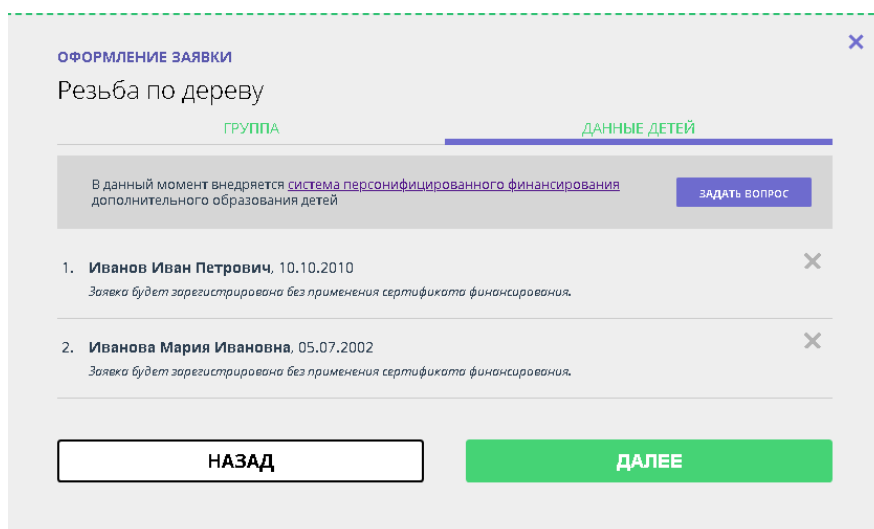 ОФОРМЛЕНИЕ ЗАЯВКИ
Резьба по дереву
ГРУППА
ДАННЫЕ ДЕТЕЙ
В данный момент внедряется система персонифицированного финансирования
дополнительного образования детей
ЗАДАТЬ ВОПРОС
1. Иванов Иван Петрович, 10.10.2010
Заявка будет зарегистрирована без применения сертификата финансирования.
2. Иванова Мария Ивановна, 05.07.2002
Заявка будет зарегистрирована без применения сертификата финансирования.
НАЗАД
ДАЛЕЕ